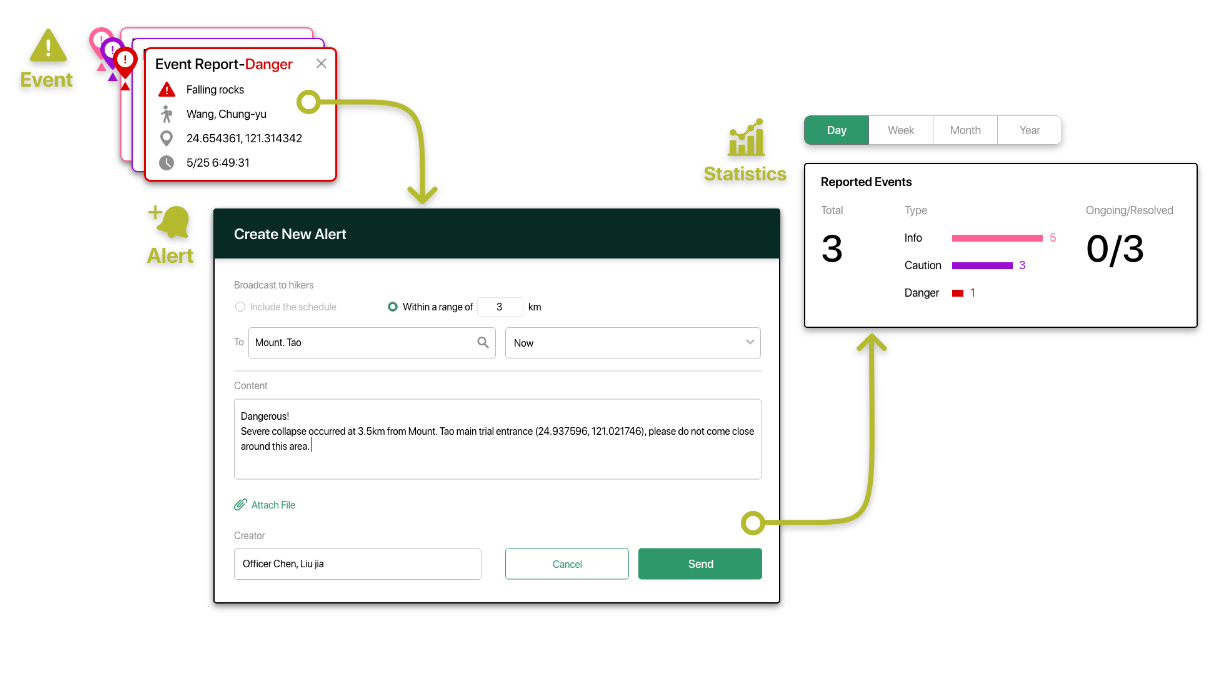 Event
Event Report-Danger
Falling rocks
Wang, Chung-yu
24.654361, 121.314342
5/25 6:49:31
Alert
Create New Alert
Broadcast to hikers
Include the schedule
Within a range of 3 km
To Mount. Tao
Now
Content
Dangerous!
Severe collapse occurred at 3.5km from Mount. Tao main trial entrance (24.937596, 121.021746), please do not come close
around this area.
Attach File
Creator
Officer Chen, Liu jia
Cancel
Send
Statistics
Day Week Month Year
Reported Events
Total
3
Type
Info 5
Caution 3
Danger 1
Ongoing/Resolved
0/3